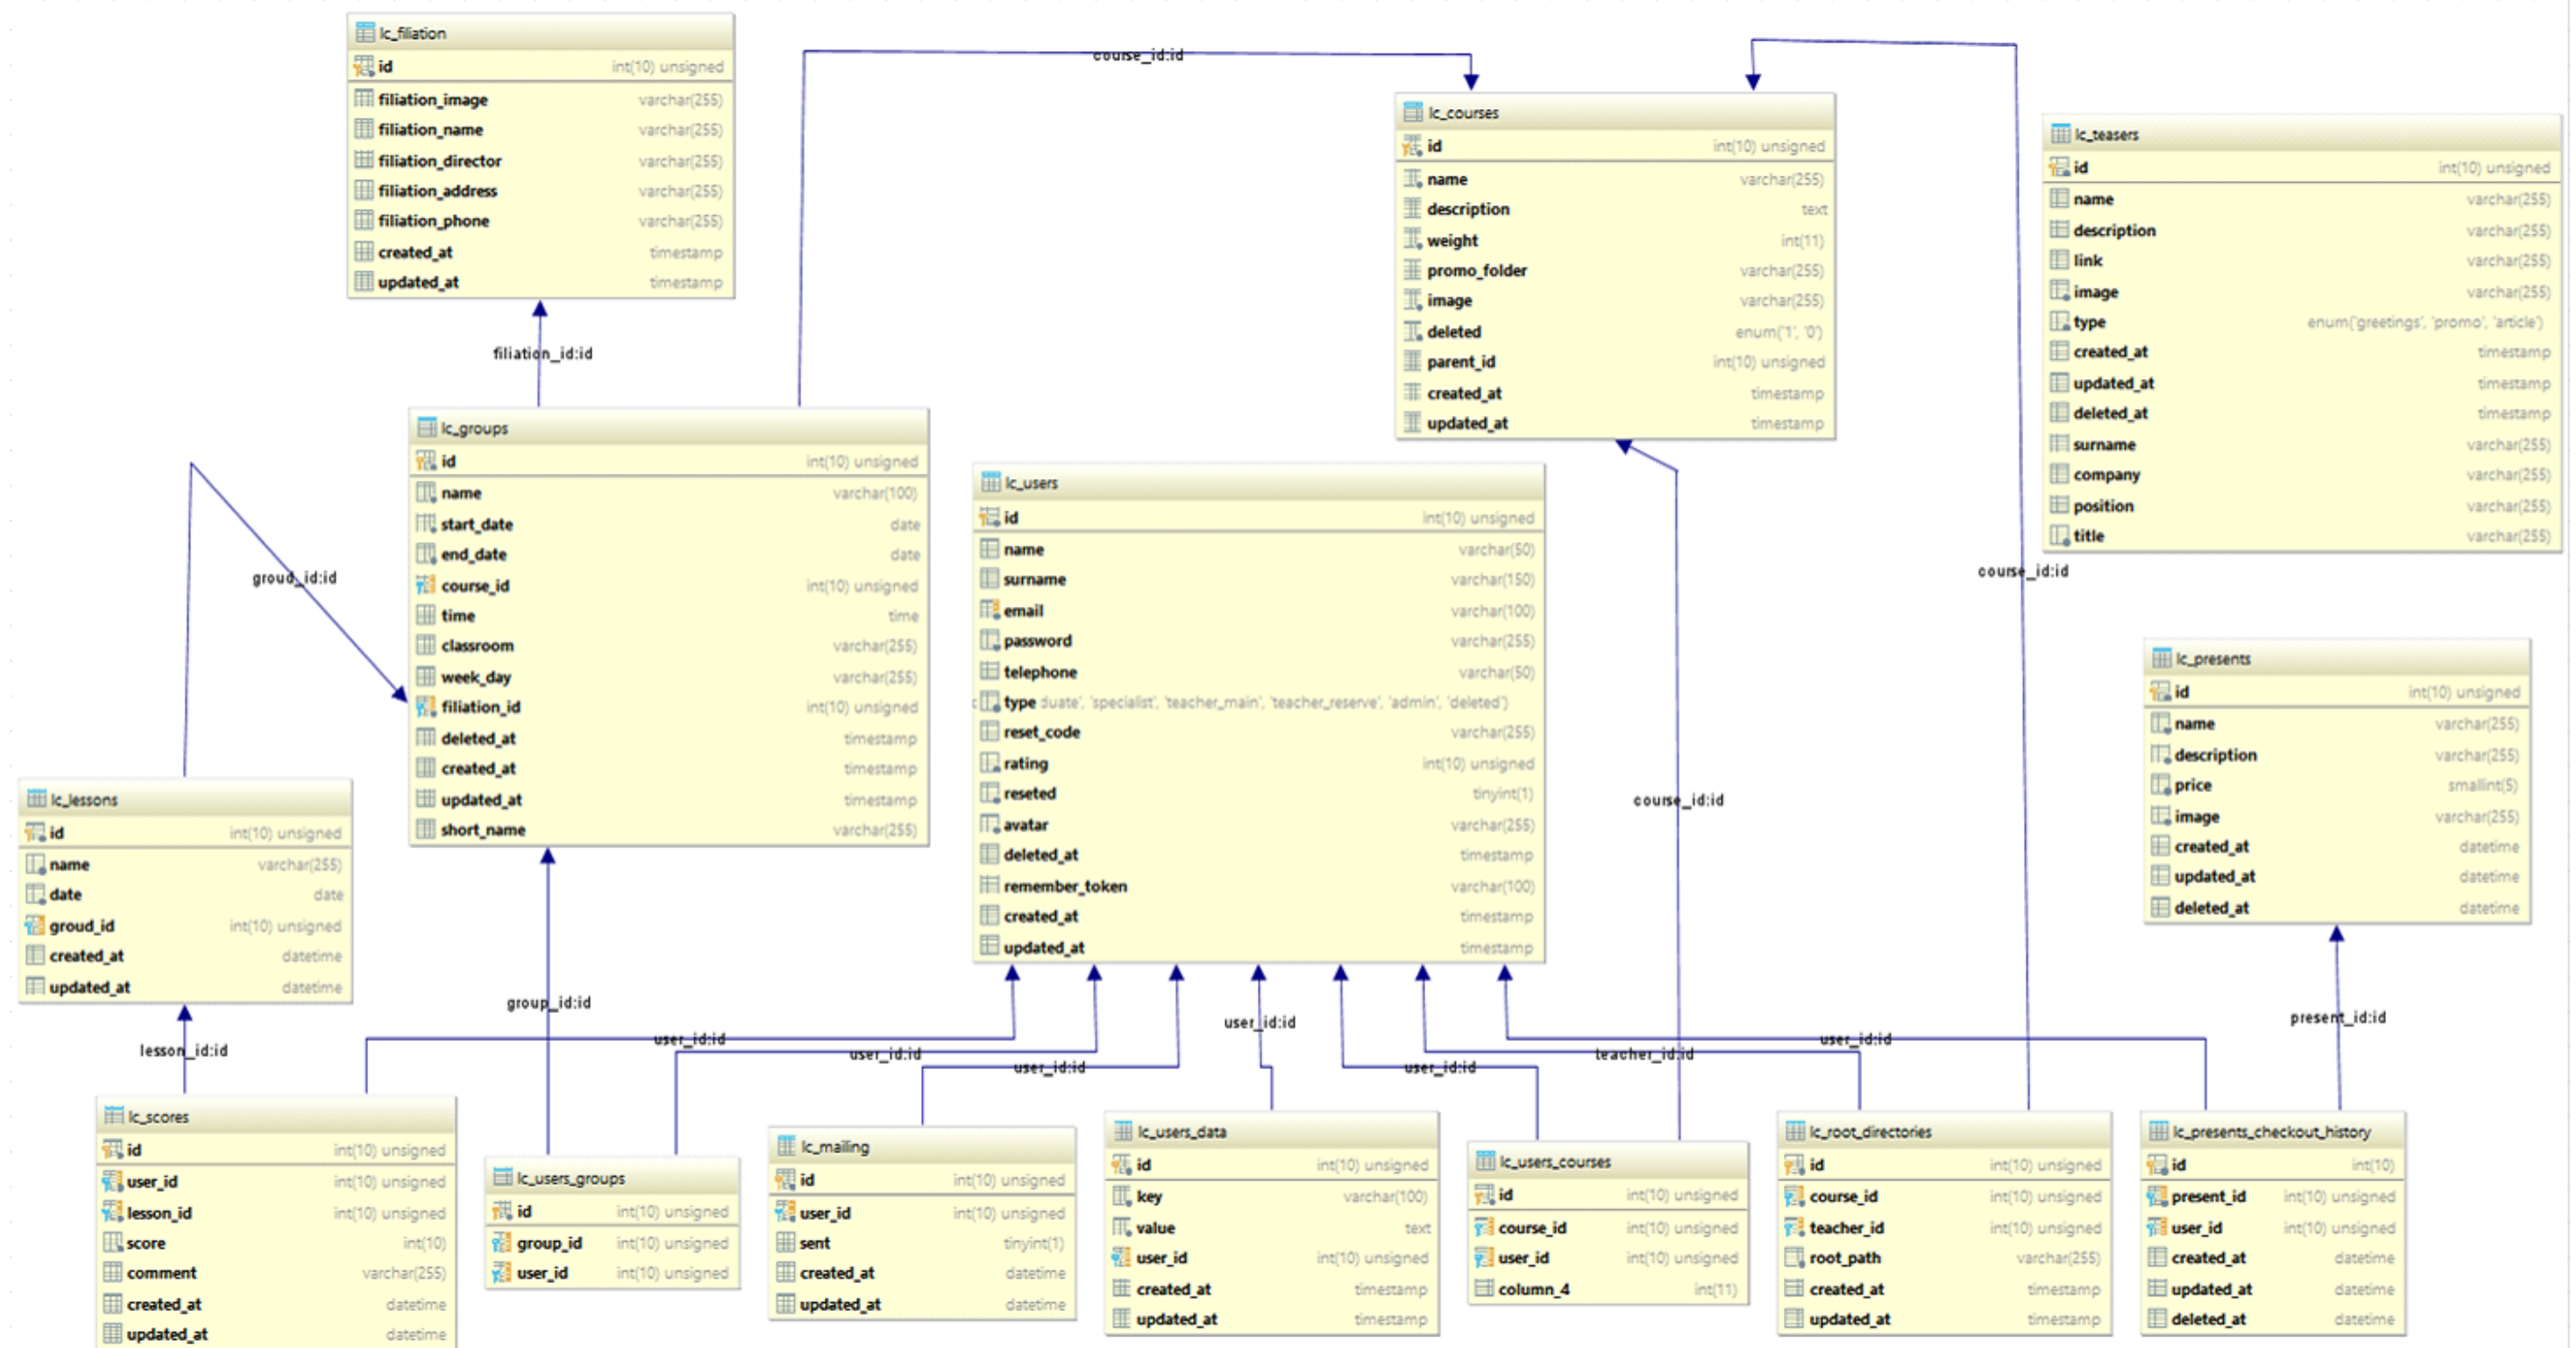 lc_filiation
id int(10) unsigned
filiation_image varchar(255)
filiation_name varchar(255)
filiation_director varchar(255)
filiation_address varchar(255)
filiation_phone varchar(255)
created_at timestamp
updated_at timestamp
filiation_id:id
course_id:id
lc_courses
id int(10) unsigned
name varchar(255)
description text
weight int(11)
promo_folder varchar(255)
image varchar(255)
deleted enum('1', '0')
parent_id int(10) unsigned
created_at timestamp
updated_at timestamp
lc_teasers
id int(10) unsigned
name varchar(255)
description varchar(255)
link varchar(255)
image varchar(255)
type enum('greetings', 'promo', 'article')
created_at timestamp
updated_at timestamp
deleted_at timestamp
surname varchar(255)
company varchar(255)
position varchar(255)
title varchar(255)
course_id:id
groud_id:id
lc_groups
id int(10) unsigned
name varchar(100)
start_date date
end_date date
course_id int(10) unsigned
time time
classroom varchar(255)
week_day varchar(255)
filiation_id int(10) unsigned
deleted_at timestamp
created_at timestamp
updated_at timestamp
short_name varchar(255)
lc_users
id int(10) unsigned
name varchar(50)
surname varchar(150)
email varchar(100)
password varchar(255)
telephone varchar(50)
type duate', 'specialist', 'teacher_main', 'teacher_reserve', 'admin', 'deleted')
reset_code varchar(255)
rating int(10) unsigned
reseted tinyint(1)
avatar varchar(255)
deleted_at timestamp
remember_token varchar(100)
created_at timestamp
updated_at timestamp
course_id:id
lc_presents
id int(10) unsigned
name varchar(255)
description varchar(255)
price smallint(5)
image varchar(255)
created_at datetime
updated_at datetime
deleted_at datetime
lc_lessons
id int(10) unsigned
name varchar(255)
date date
groud_id int(10) unsigned
created_at datetime
updated_at datetime
lesson_id:id
group_id:id
user_id:id
user_id:id
user_id:id
user_id:id
user_id:id
teacher_id:id
user_id:id
present_id:id
lc_scores
id int(10) unsigned
user_id int(10) unsigned
lesson_id int(10) unsigned
score int(10)
comment varchar(255)
created_at datetime
updated_at datetime
lc_users_groups
id int(10) unsigned
group_id int(10) unsigned
user_id int(10) unsigned
lc_mailing
id int(10) unsigned
user_id int(10) unsigned
sent tinyint(1)
created_at datetime
updated_at datetime
lc_users_data
id int(10) unsigned
key varchar(100)
value text
user_id int(10) unsigned
created_at timestamp
updated_at timestamp
lc_users_courses
id int(10) unsigned
course_id int(10) unsigned
user_id int(10) unsigned
column_4 int(11)
lc_root_directories
id int(10) unsigned
course_id int(10) unsigned
teacher_id int(10) unsigned
root_path varchar(255)
created_at timestamp
updated_at timestamp
lc_presents_checkout_history
id int(10)
present_id int(10) unsigned
user_id int(10) unsigned
created_at datetime
updated_at datetime
deleted_at datetime